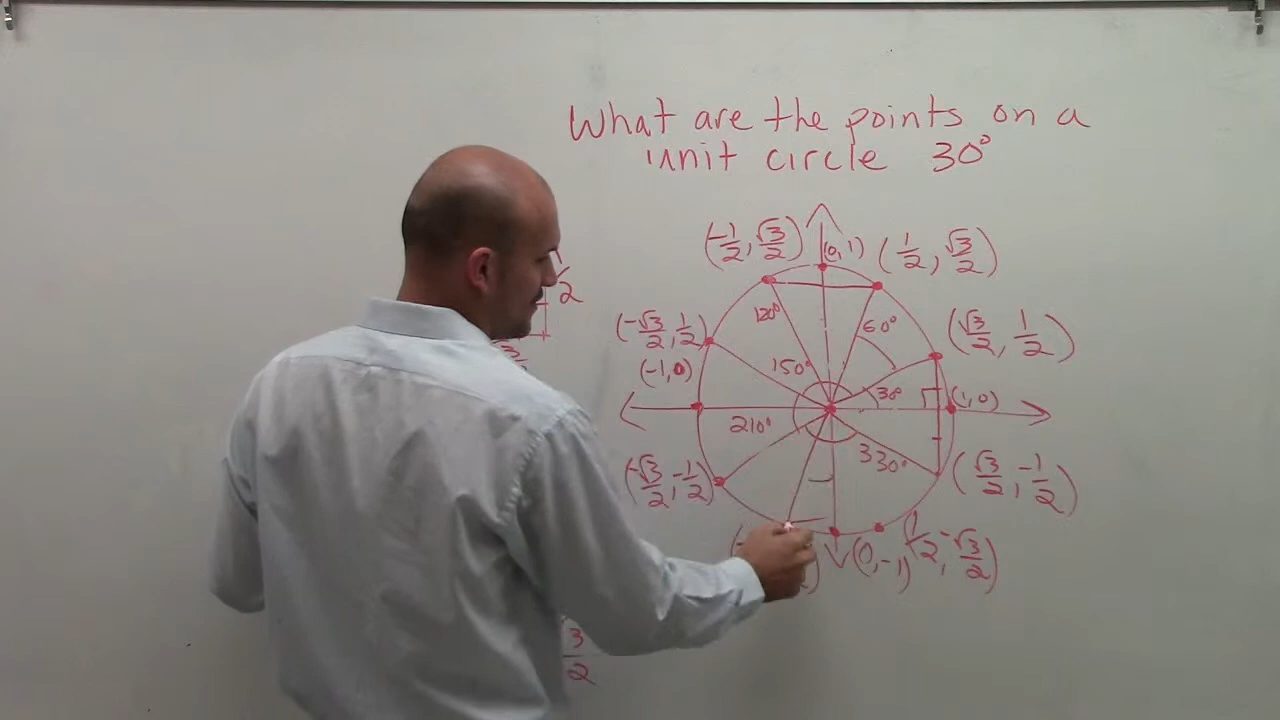 What are the points on a
unit circle 30°
(-1/2, √3/2) (0, 1) (1/2, √3/2)
1/2
120° 60°
(-√3/2, 1/2) (√3/2, 1/2)
(-1, 0) 150° 30 (1, 0)
210° 330°
(-√3/2, -1/2) (√3/2, -1/2)
(0, -1) (1/2, -√3/2)
3
2